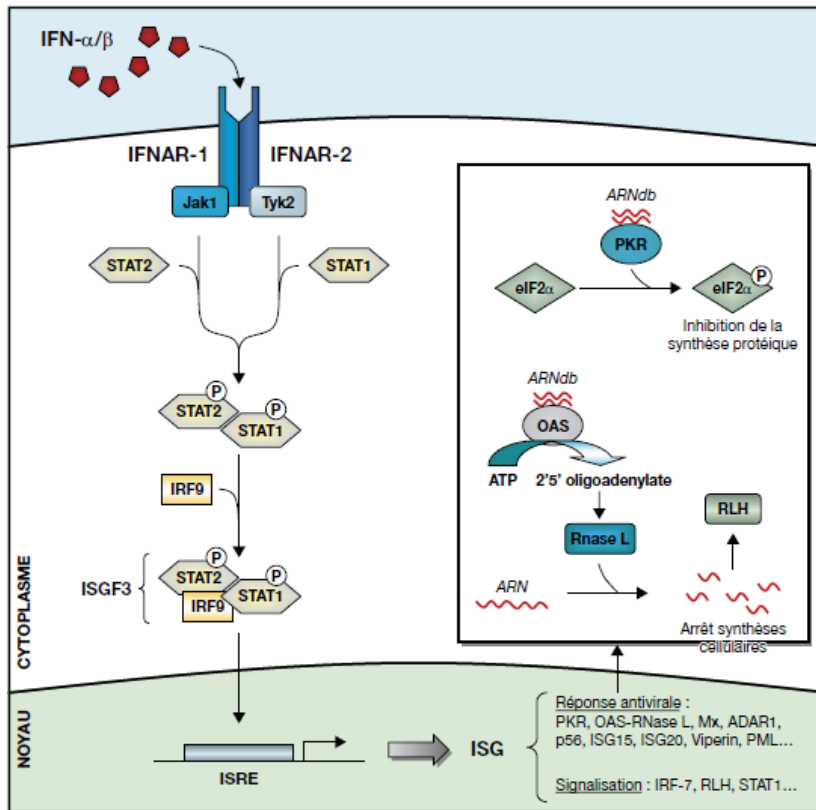 IFN-α/β
IFNAR-1
IFNAR-2
Jak1
Tyk2
STAT2
STAT1
P
STAT2
P
STAT1
IRF9
ISGF3
P
STAT2
P
STAT1
IRF9
CYTOPLASME
NOYAU
ISRE
ISG
ARNdb
PKR
eIF2α
eIF2α
P
Inhibition de la
synthèse protéique
ARNdb
OAS
ATP
2'5' oligoadenylate
Rnase L
RLH
ARN
Arrêt synthèses
cellulaires
Réponse antivirale :
PKR, OAS-RNase L, Mx, ADAR1,
p56, ISG15, ISG20, Viperin, PML...
Signalisation : IRF-7, RLH, STAT1...